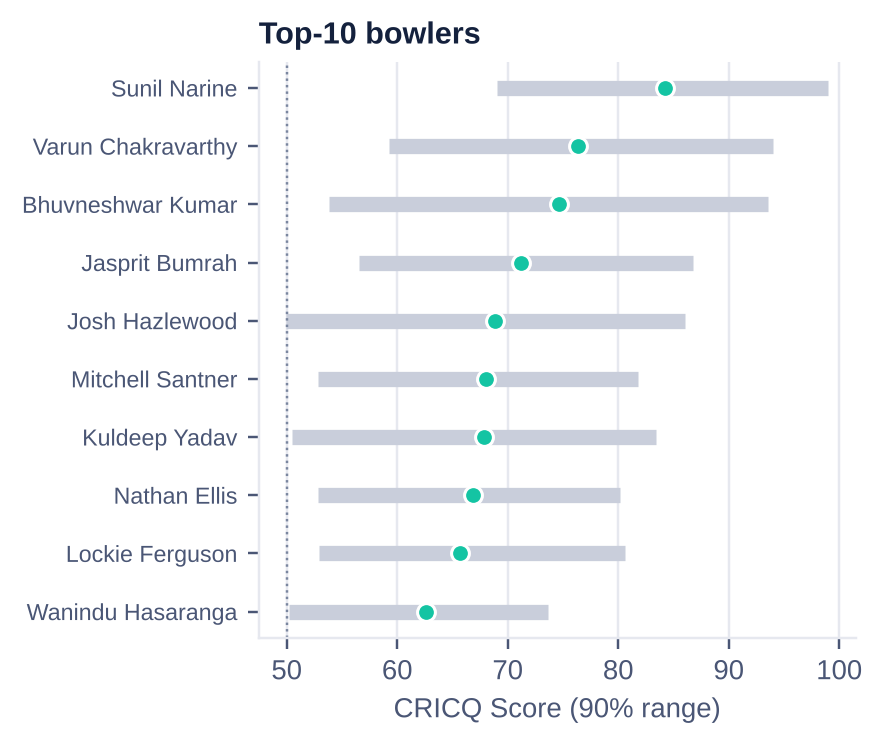 Top-10 bowlers
Sunil Narine
Varun Chakravarthy
Bhuvneshwar Kumar
Jasprit Bumrah
Josh Hazlewood
Mitchell Santner
Kuldeep Yadav
Nathan Ellis
Lockie Ferguson
Wanindu Hasaranga
50 60 70 80 90 100
CRICQ Score (90% range)